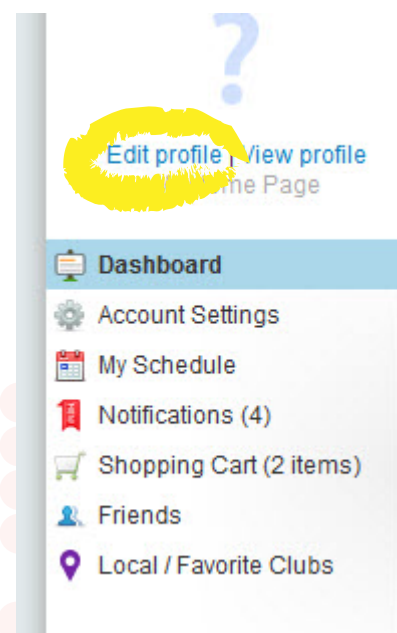 ?
Edit profile | View profile
Page
Dashboard
Account Settings
My Schedule
Notifications (4)
Shopping Cart (2 items)
Friends
Local / Favorite Clubs